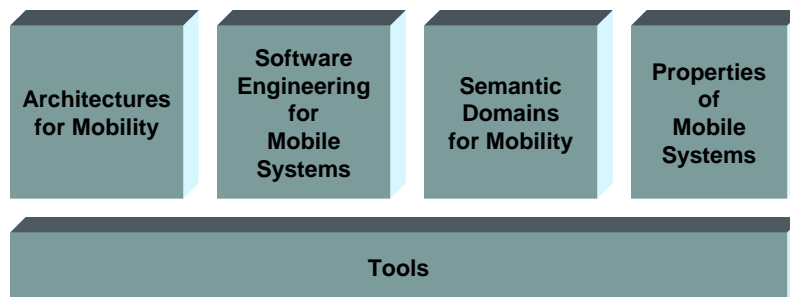 Architectures
for Mobility
Software
Engineering
for
Mobile
Systems
Semantic
Domains
for Mobility
Properties
of
Mobile
Systems
Tools